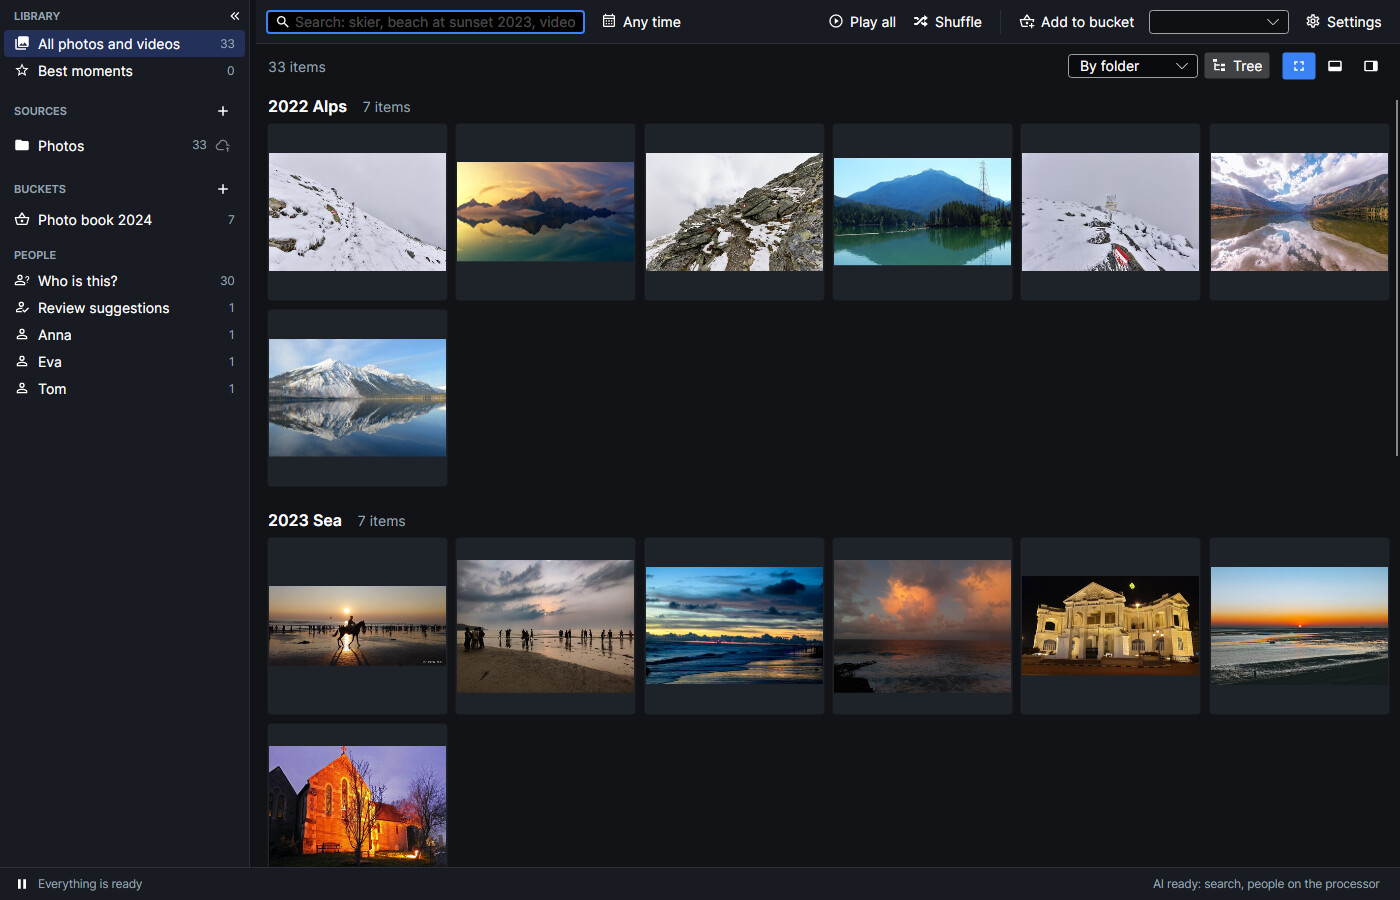 LIBRARY
All photos and videos 33
Best moments 0
SOURCES
Photos 33
BUCKETS
Photo book 2024 7
PEOPLE
Who is this? 30
Review suggestions 1
Anna 1
Eva 1
Tom 1
Search: skier, beach at sunset 2023, video
Any time
Play all
Shuffle
Add to bucket
Settings
33 items
By folder
Tree
2022 Alps 7 items
2023 Sea 7 items
Everything is ready
AI ready: search, people on the processor